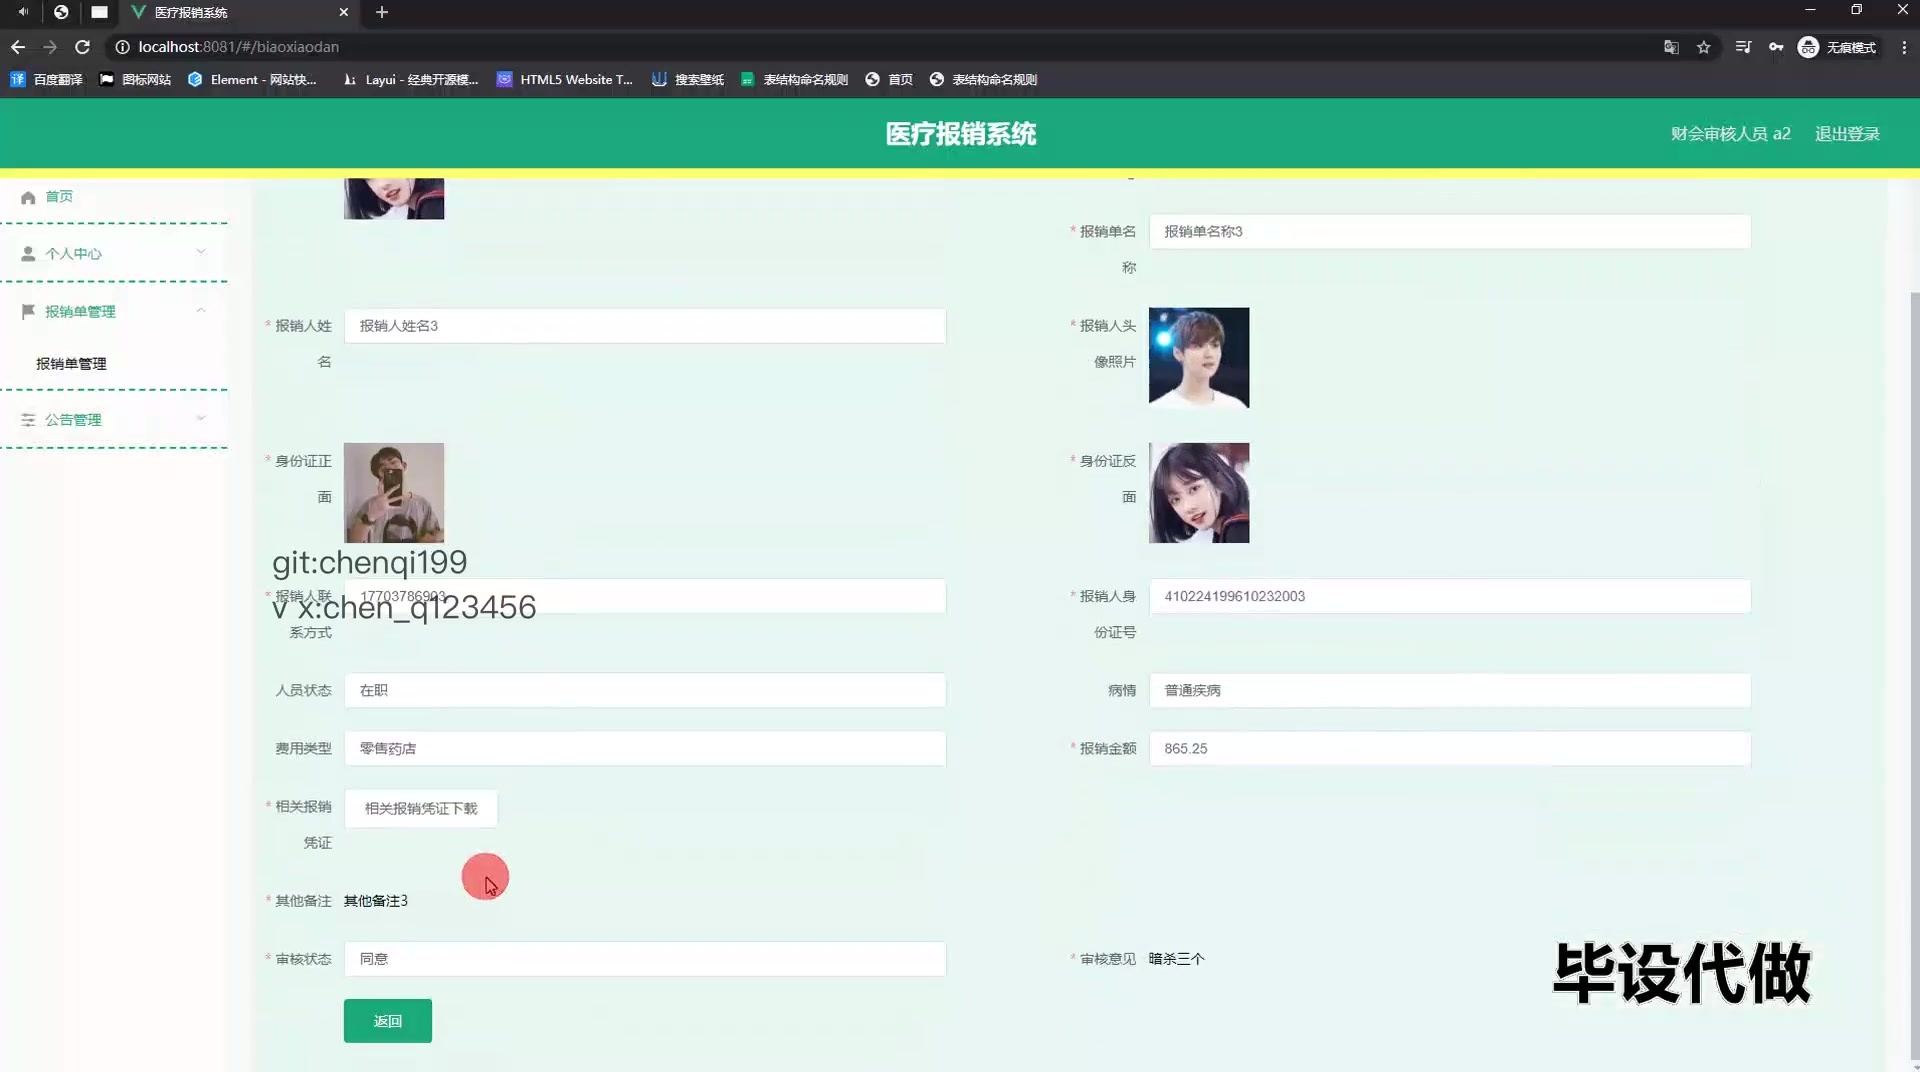 医疗报销系统
localhost:8081/#/biaoxiaodan
无痕模式
百度翻译
图标网站
Element - 网站快...
Layui - 经典开源模...
HTML5 Website T...
搜索壁纸
表结构命名规则
首页
表结构命名规则
医疗报销系统
财会审核人员 a2
退出登录
首页
个人中心
报销单管理
报销单管理
公告管理
* 报销单名
称
报销单名称3
* 报销人姓
名
报销人姓名3
* 报销人头
像照片
* 身份证正
面
* 身份证反
面
git:chenqi199
* 报销人联
系方式
v x:chen_q123456
* 报销人身
份证号
410224199610232003
人员状态
在职
病情
普通疾病
费用类型
零售药店
* 报销金额
865.25
* 相关报销
凭证
相关报销凭证下载
* 其他备注
其他备注3
* 审核状态
同意
* 审核意见
暗杀三个
返回
毕设代做